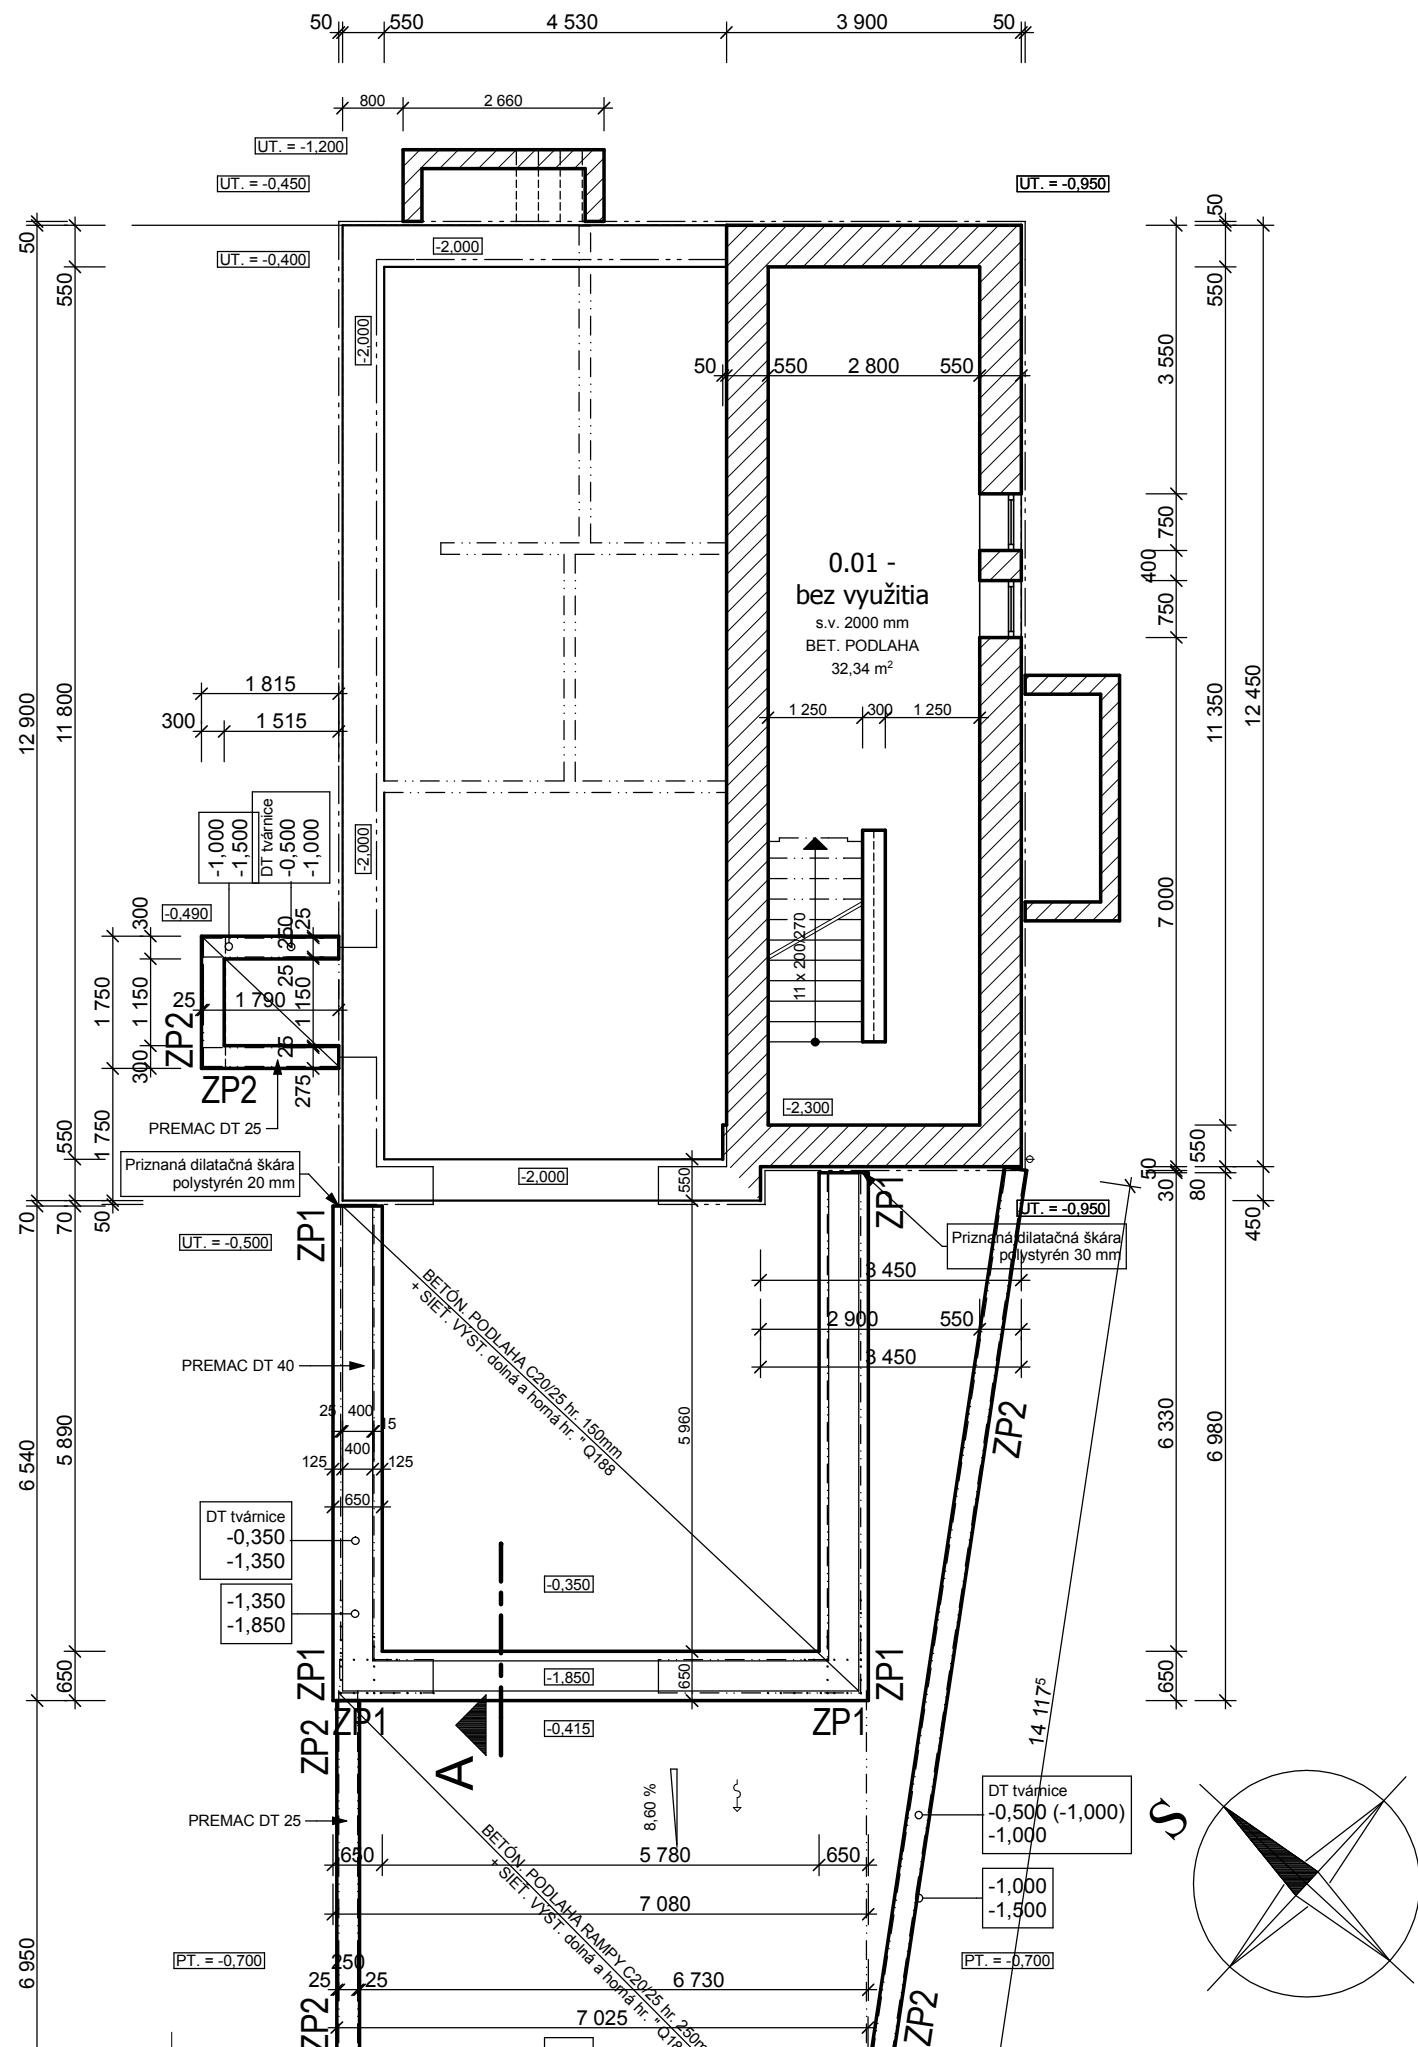 50
550
4 530
3 900
50
800
2 660
UT. = -1,200
UT. = -0,450
UT. = -0,950
50
50
UT. = -0,400
-2,000
550
550
-2,000
3 550
50
550
2 800
550
750
400
750
0.01 -
bez využitia
s.v. 2000 mm
BET. PODLAHA
32,34 m²
12 900
11 800
1 815
300
1 515
1 250
300
1 250
11 350
12 450
7 000
-1,000
-1,500
DT tvárnice
-0,500
-1,000
-2,000
-0,490
300
250
25
11 x 200/270
1 750
1 150
25
1 790
25
1 150
25
ZP2
300
275
ZP2
-2,300
PREMAC DT 25
550
1 750
Priznaná dilatačná škára
polystyrén 20 mm
-2,000
550
550
50
30
80
70
70
50
ZP1
ZP1
UT. = -0,950
450
UT. = -0,500
Priznaná dilatačná škára
polystyrén 30 mm
3 450
BETÓN. PODLAHA C20/25 hr. 150mm
+ SIEŤ. VÝST. dolná a horná hr. " Q188
2 900
550
3 450
PREMAC DT 40
25
400
15
400
125
125
650
5 960
ZP2
6 540
5 890
6 330
6 980
DT tvárnice
-0,350
-1,350
-0,350
-1,350
-1,850
ZP1
650
-1,850
650
ZP1
650
ZP2
ZP1
ZP1
-0,415
14 117⁵
A
8,60 %
S
PREMAC DT 25
DT tvárnice
-0,500 (-1,000)
-1,000
650
5 780
650
BETÓN. PODLAHA RAMPY C20/25 hr. 250m
+ SIEŤ. VÝST. dolná a horná hr. " Q18
-1,000
-1,500
7 080
6 950
PT. = -0,700
PT. = -0,700
250
25
25
6 730
ZP2
ZP2
7 025